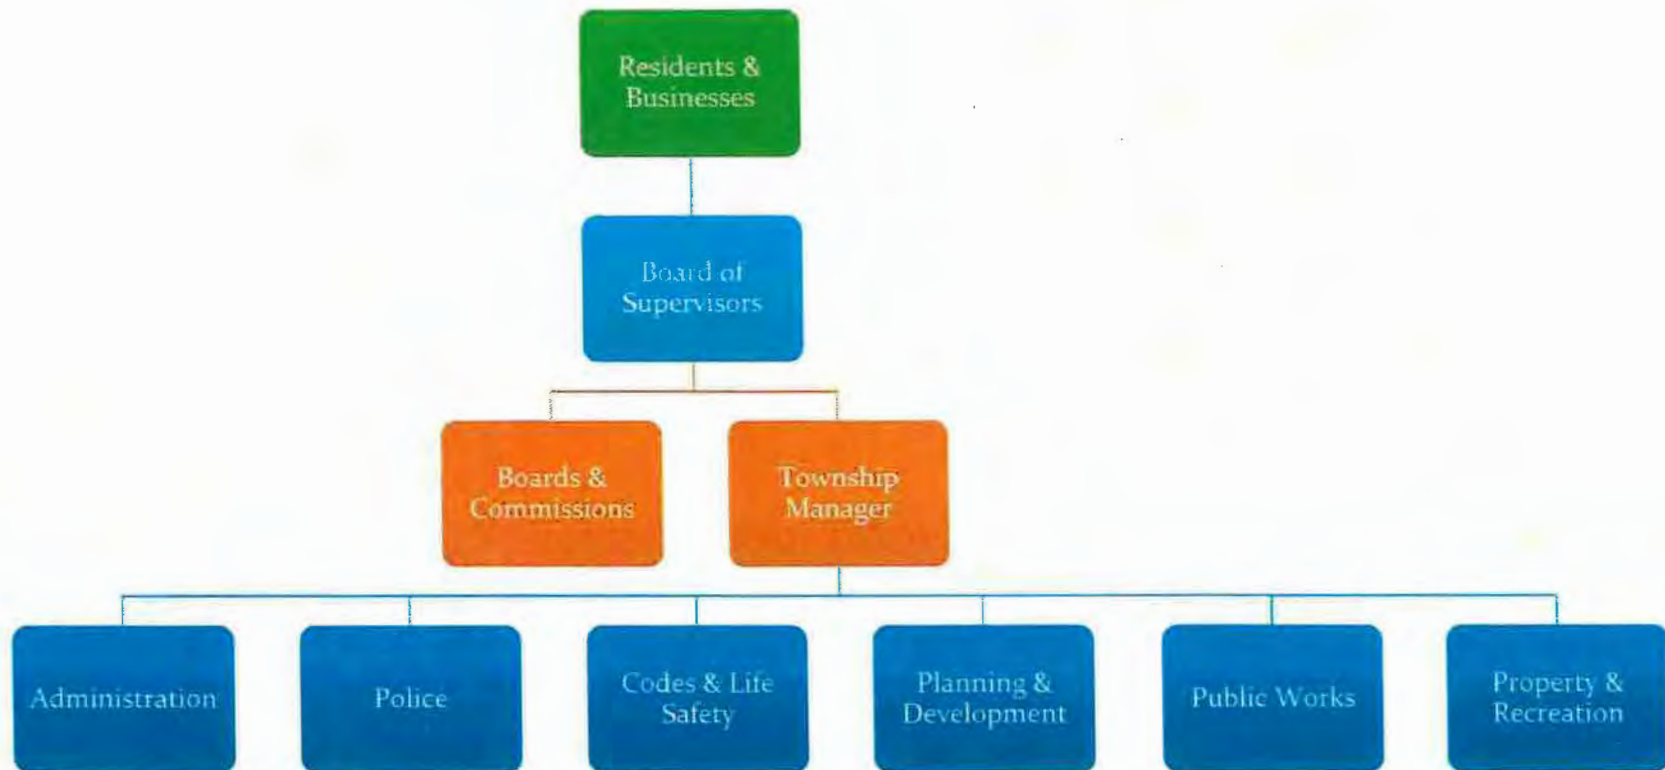 Residents &
Businesses
Board of
Supervisors
Boards &
Commissions
Township
Manager
Administration
Police
Codes & Life
Safety
Planning &
Development
Public Works
Property &
Recreation